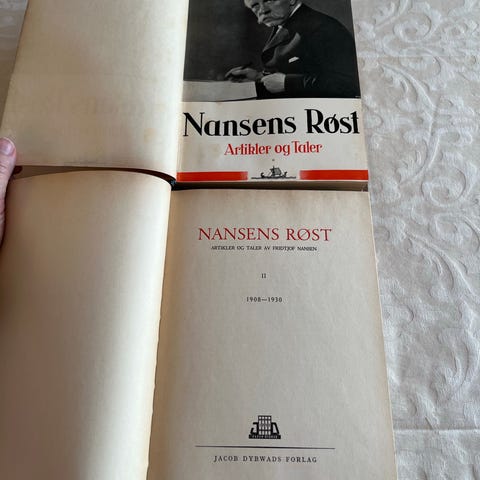 Nansens Røst
Artikler og Taler
NANSENS RØST
ARTIKLER OG TALER AV FRIDTJOF NANSEN
II
1908—1930
JACOB DYBWADS FORLAG